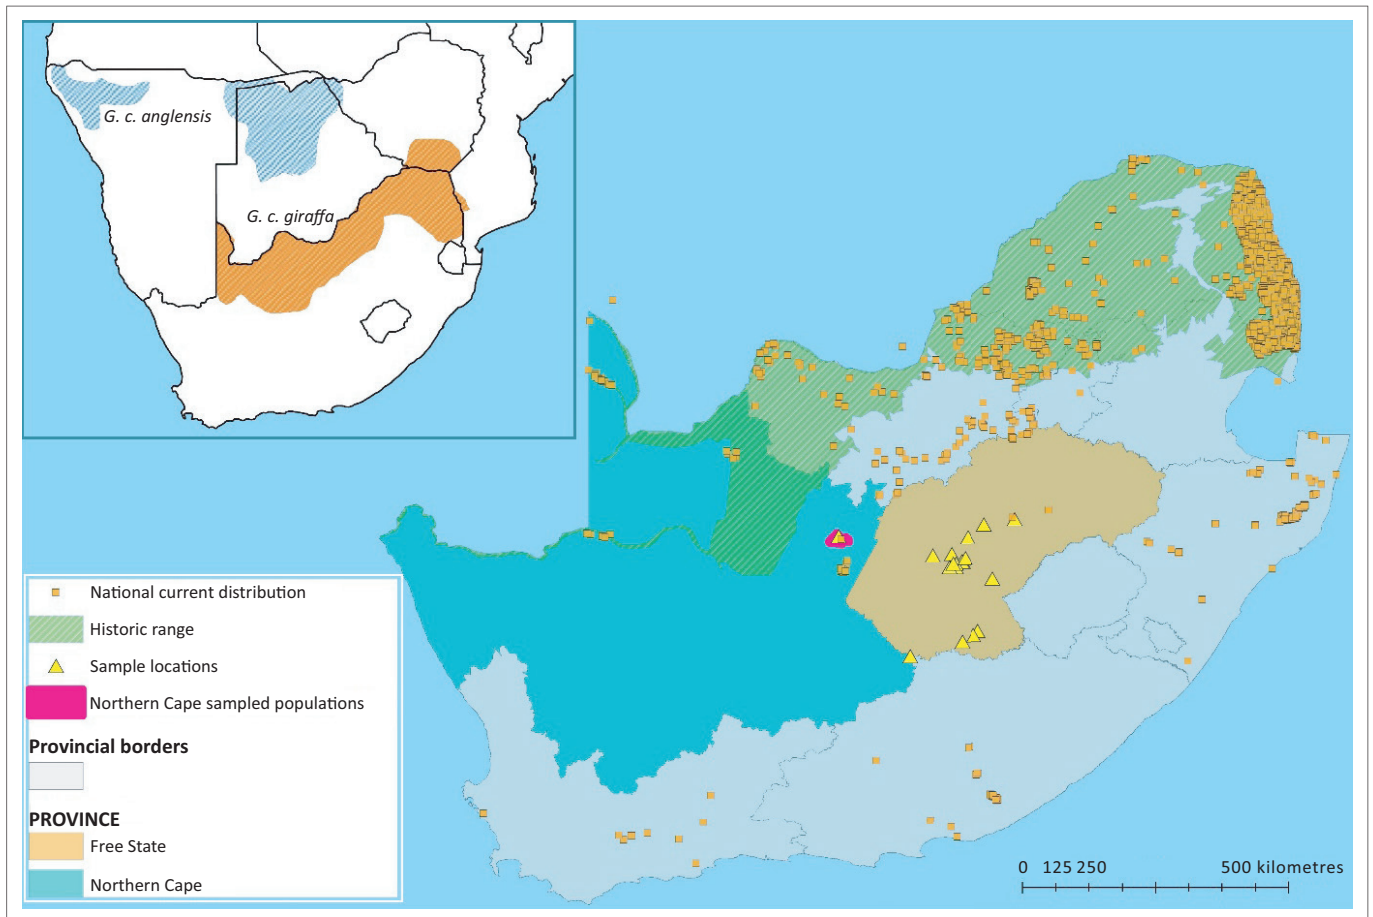 G. c. anglensis
G. c. giraffa
National current distribution
Historic range
Sample locations
Northern Cape sampled populations
Provincial borders
PROVINCE
Free State
Northern Cape
0 125 250 500 kilometres